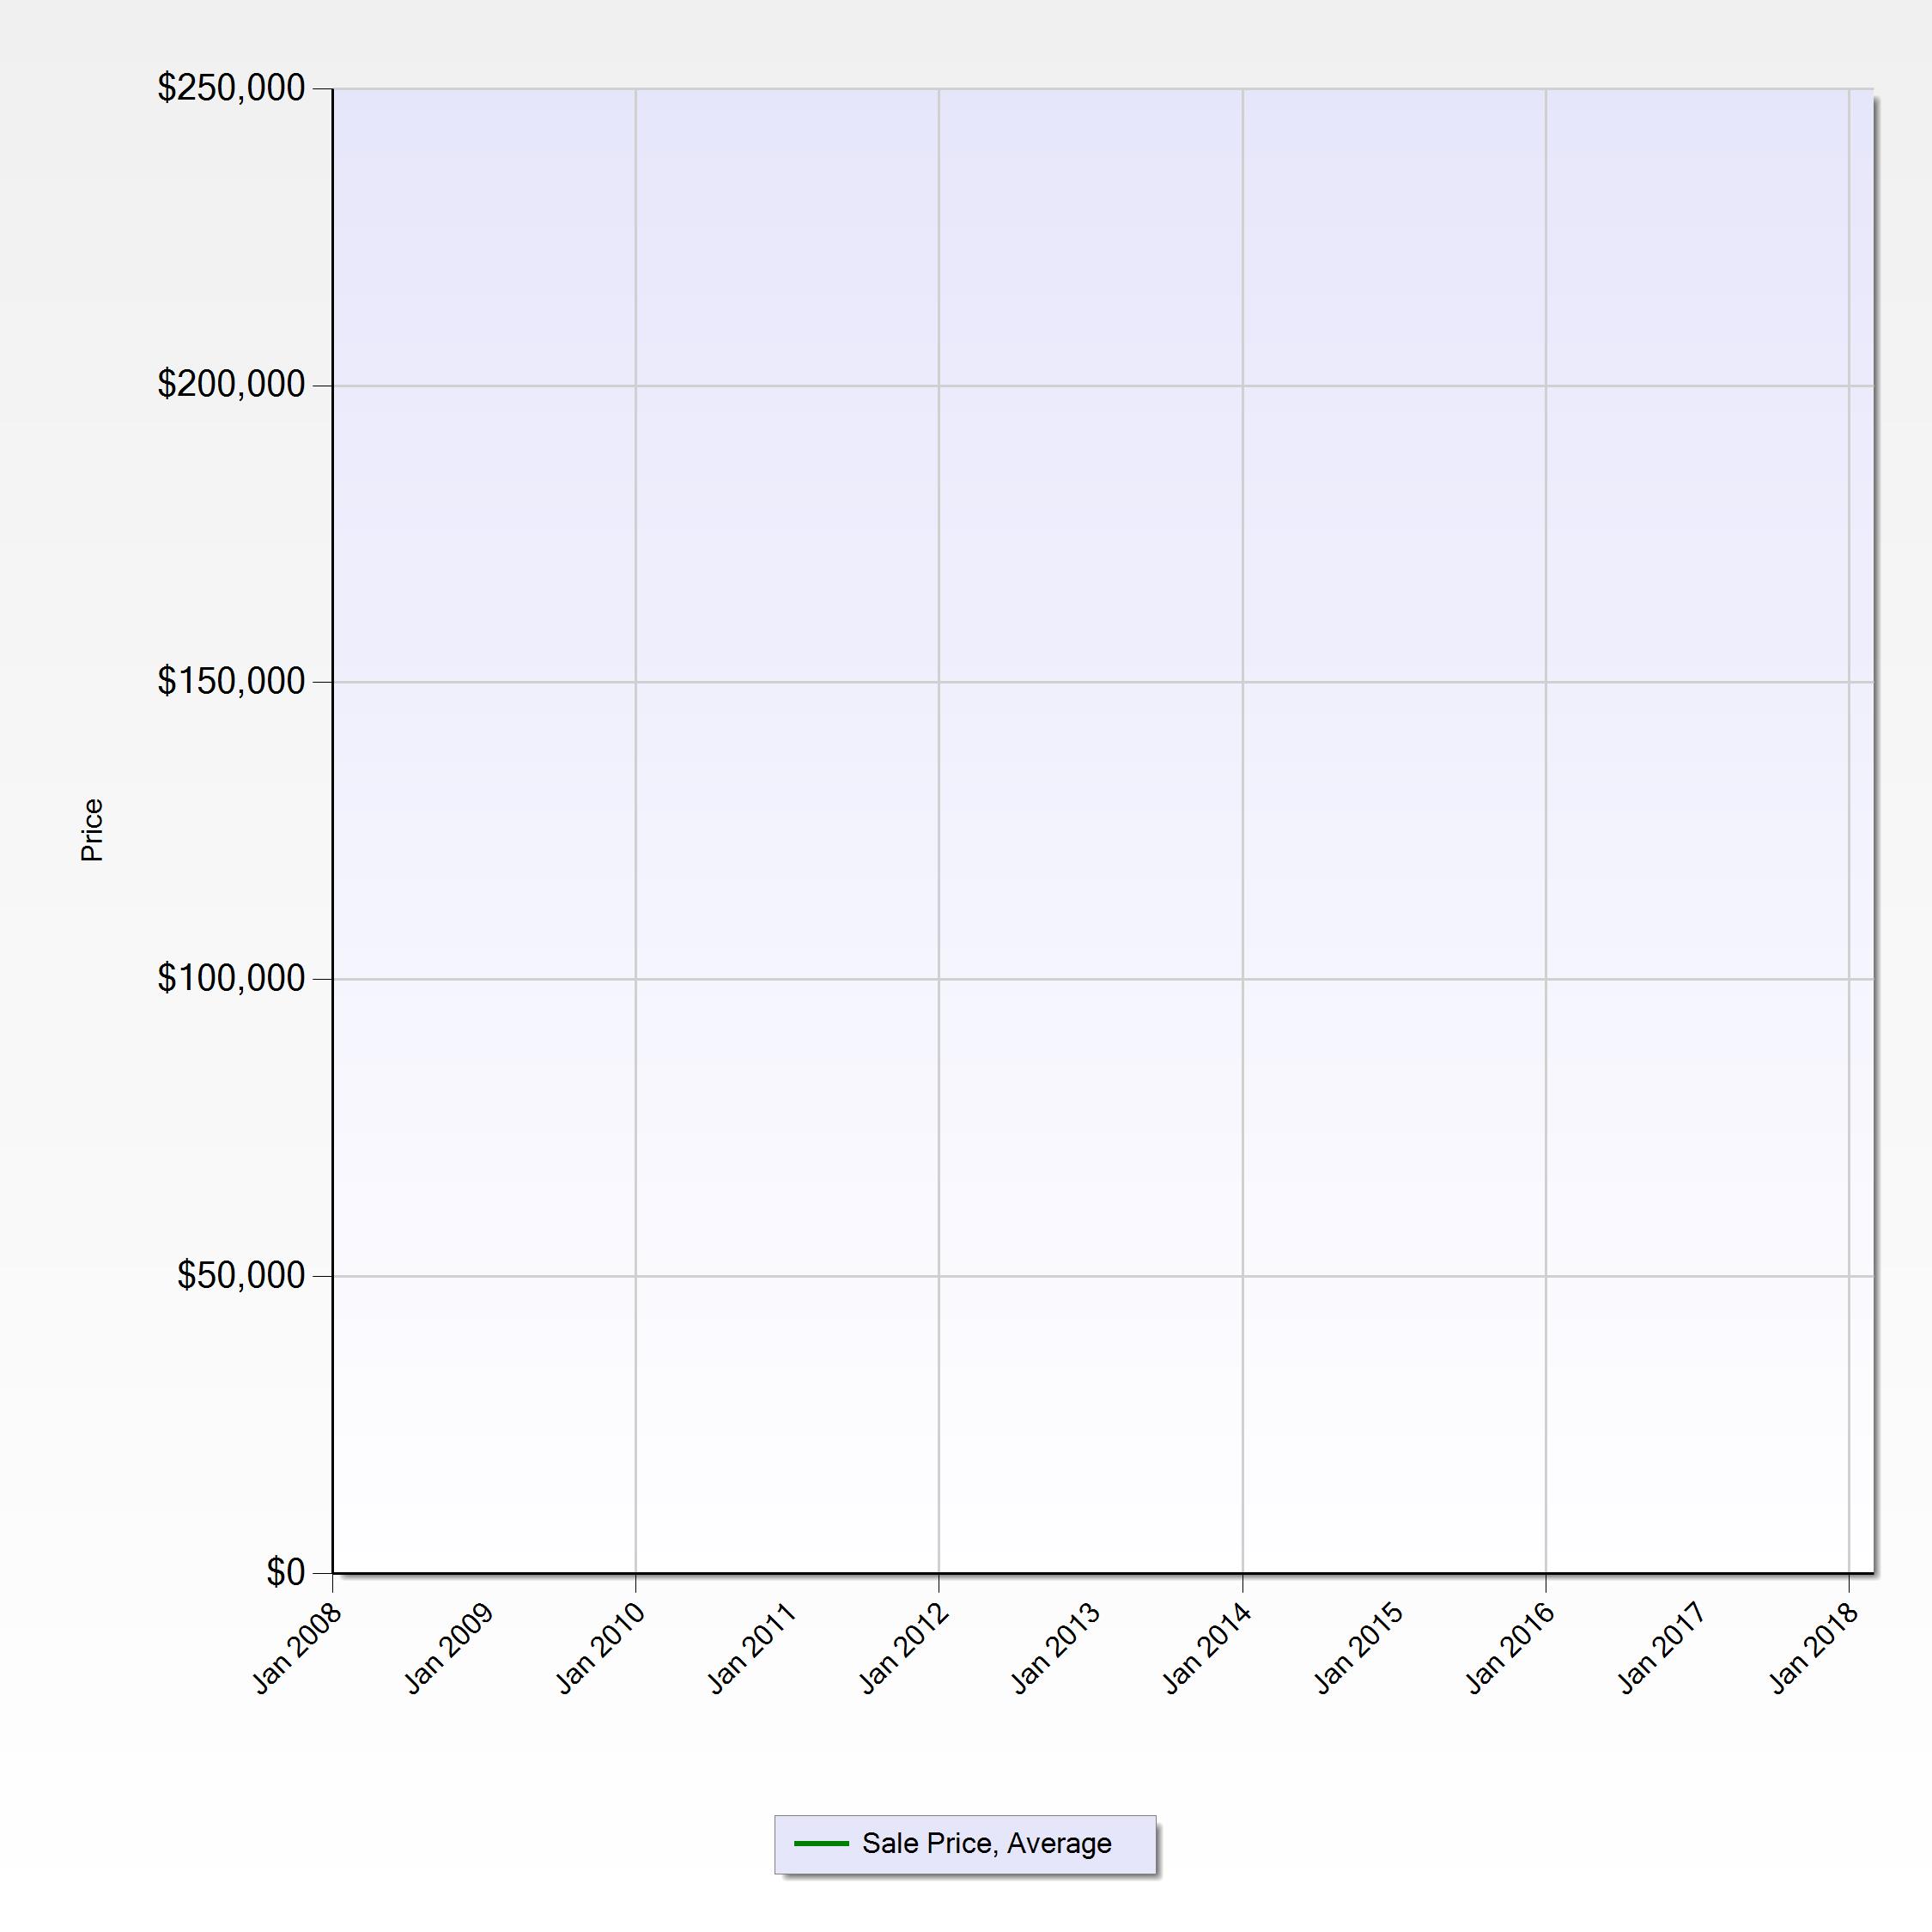 $250,000
$200,000
$150,000
Price
$100,000
$50,000
$0
Jan 2008
Jan 2009
Jan 2010
Jan 2011
Jan 2012
Jan 2013
Jan 2014
Jan 2015
Jan 2016
Jan 2017
Jan 2018
Sale Price, Average